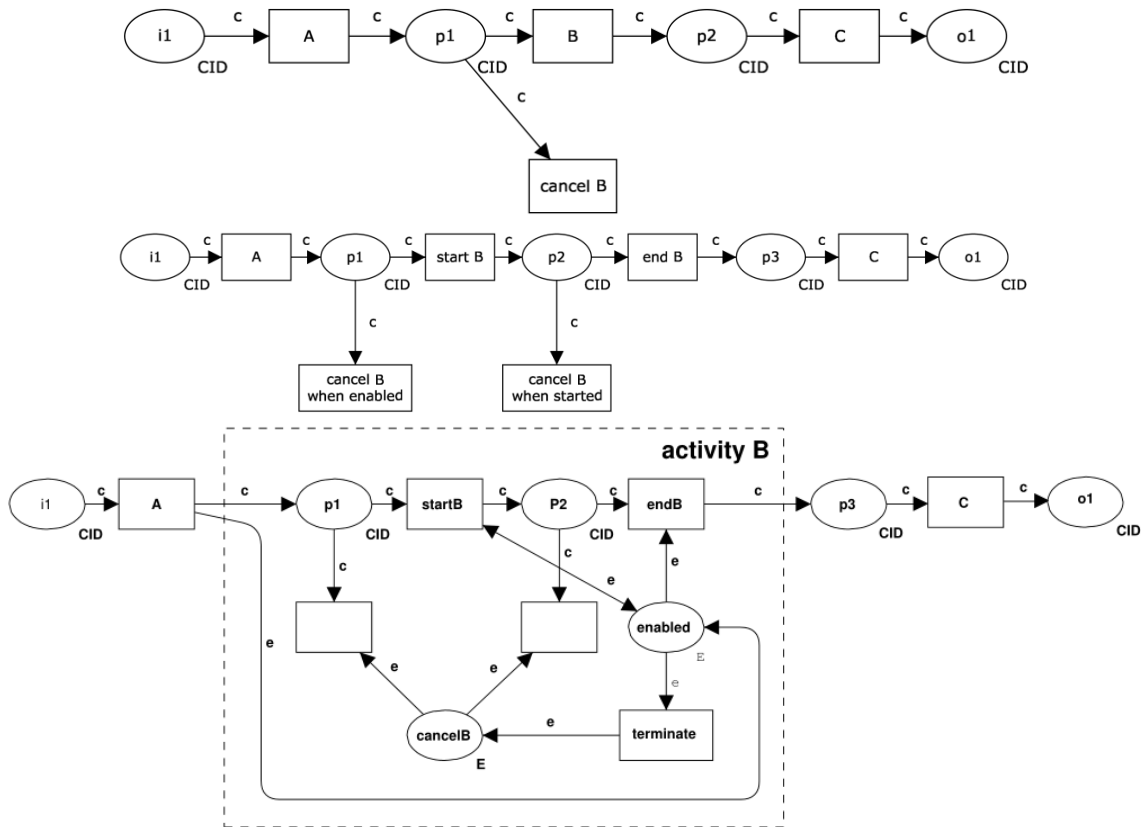 c c c c c c
i1 A p1 B p2 C o1
CID CID CID CID
c
cancel B
c c c c c c c c
i1 A p1 start B p2 end B p3 C o1
CID CID CID CID CID
c c
cancel B
when enabled
cancel B
when started
activity B
c c c c c c c c
i1 A p1 startB P2 endB p3 C o1
CID CID CID CID CID
c c e
e
enabled
e E
e e e
cancelB e terminate
E